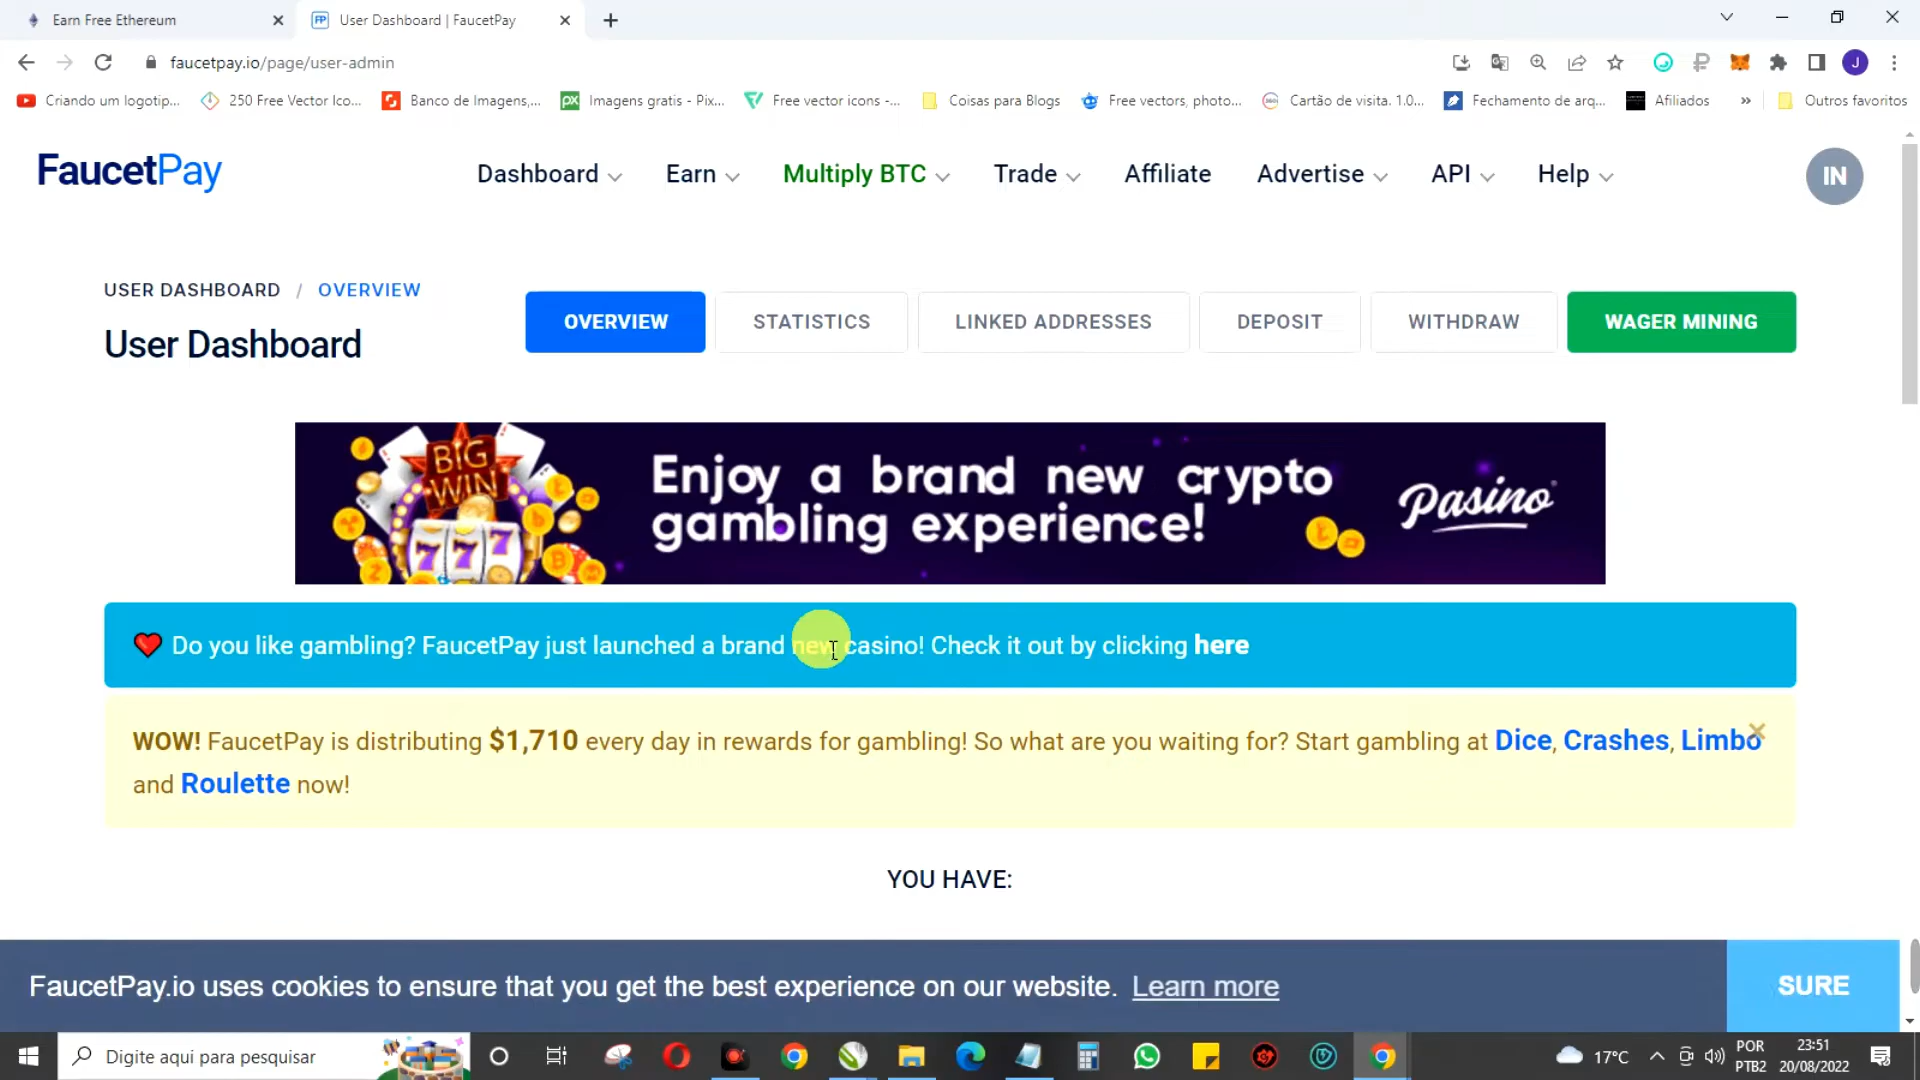 Earn Free Ethereum
FP User Dashboard | FaucetPay
faucetpay.io/page/user-admin
J
Criando um logotip...
250 Free Vector Ico...
Banco de Imagens,...
px Imagens gratis - Pix...
Free vector icons -...
Coisas para Blogs
Free vectors, photo...
Cartão de visita. 1.0...
Fechamento de arq...
Afiliados
»
Outros favoritos
FaucetPay
Dashboard
Earn
Multiply BTC
Trade
Affiliate
Advertise
API
Help
IN
USER DASHBOARD / OVERVIEW
User Dashboard
OVERVIEW
STATISTICS
LINKED ADDRESSES
DEPOSIT
WITHDRAW
WAGER MINING
BIG
WIN
777
Enjoy a brand new crypto
gambling experience!
Pasino
Do you like gambling? FaucetPay just launched a brand new casino! Check it out by clicking here
WOW! FaucetPay is distributing $1,710 every day in rewards for gambling! So what are you waiting for? Start gambling at Dice, Crashes, Limbo
and Roulette now!
YOU HAVE:
FaucetPay.io uses cookies to ensure that you get the best experience on our website. Learn more
SURE
Digite aqui para pesquisar
17°C
POR
PTB2
23:51
20/08/2022